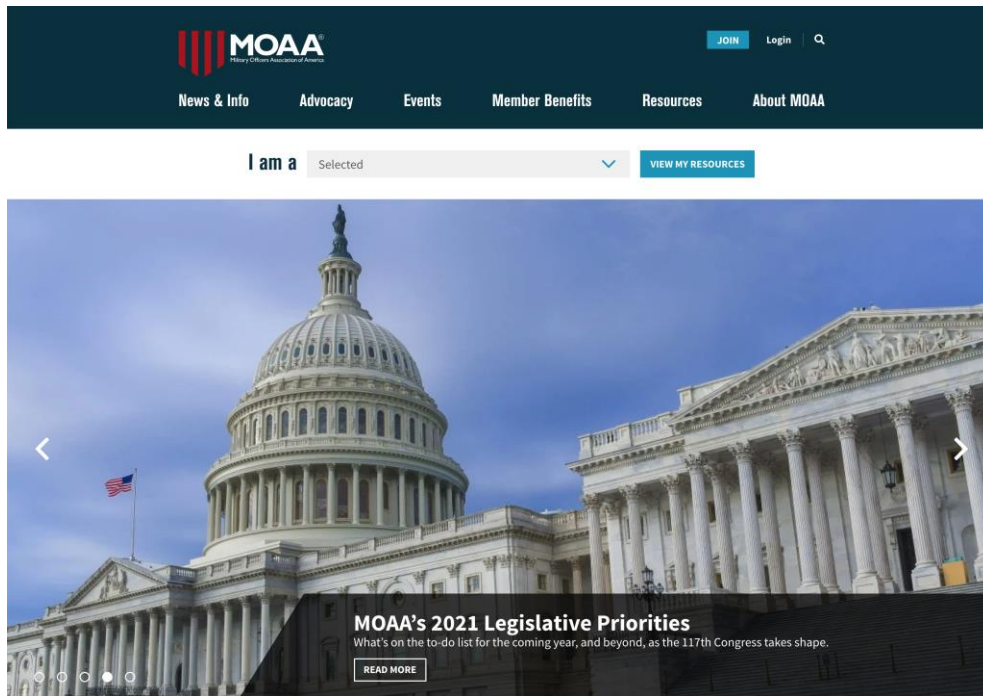 MOAA®
Military Officers Association of America
JOIN Login
News & Info Advocacy Events Member Benefits Resources About MOAA
I am a Selected VIEW MY RESOURCES
MOAA's 2021 Legislative Priorities
What's on the to-do list for the coming year, and beyond, as the 117th Congress takes shape.
READ MORE